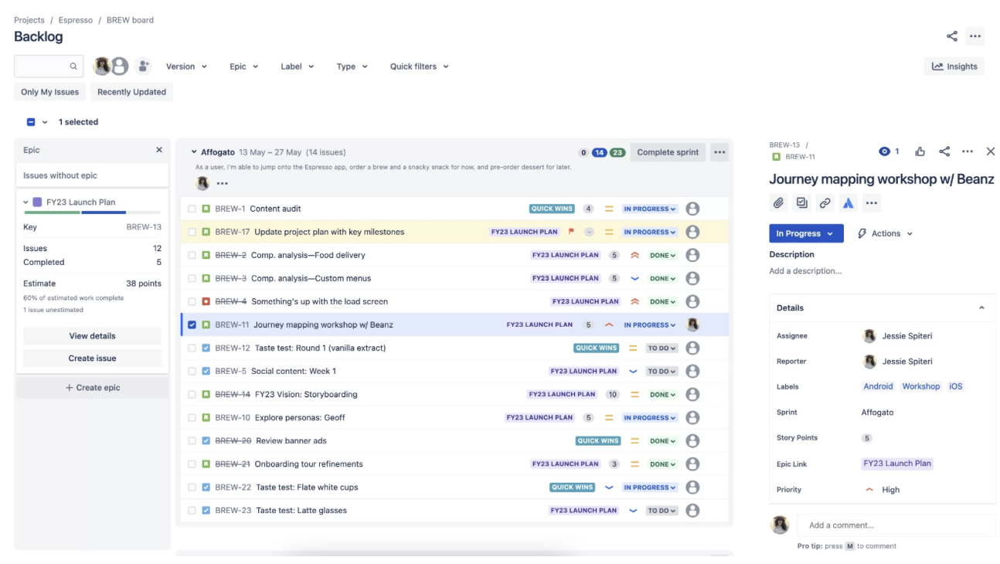 Projects / Espresso / BREW board
Backlog
Version Epic Label Type Quick filters Insights
Only My Issues Recently Updated
1 selected
Epic
Issues without epic
FY23 Launch Plan
Key BREW-13
Issues 12
Completed 5
Estimate 38 points
60% of estimated work complete
1 issue unestimated
View details
Create issue
+ Create epic
Affogato 13 May – 27 May (14 issues) 0 14 23 Complete sprint
As a user, I'm able to jump onto the Espresso app, order a brew and a snacky snack for now, and pre-order dessert for later.
BREW-1 Content audit QUICK WINS 4 IN PROGRESS
BREW-17 Update project plan with key milestones FY23 LAUNCH PLAN - IN PROGRESS
BREW-2 Comp. analysis—Food delivery FY23 LAUNCH PLAN 5 DONE
BREW-3 Comp. analysis—Custom menus FY23 LAUNCH PLAN 5 DONE
BREW-4 Something's up with the load screen FY23 LAUNCH PLAN DONE
BREW-11 Journey mapping workshop w/ Beanz FY23 LAUNCH PLAN 5 IN PROGRESS
BREW-12 Taste test: Round 1 (vanilla extract) QUICK WINS TO DO
BREW-5 Social content: Week 1 FY23 LAUNCH PLAN TO DO
BREW-14 FY23 Vision: Storyboarding FY23 LAUNCH PLAN 10 DONE
BREW-10 Explore personas: Geoff FY23 LAUNCH PLAN 5 IN PROGRESS
BREW-20 Review banner ads QUICK WINS DONE
BREW-21 Onboarding tour refinements FY23 LAUNCH PLAN 3 DONE
BREW-22 Taste test: Flate white cups QUICK WINS IN PROGRESS
BREW-23 Taste test: Latte glasses FY23 LAUNCH PLAN TO DO
BREW-13 /
BREW-11
1
Journey mapping workshop w/ Beanz
In Progress Actions
Description
Add a description...
Details
Assignee Jessie Spiteri
Reporter Jessie Spiteri
Labels Android Workshop iOS
Sprint Affogato
Story Points 5
Epic Link FY23 Launch Plan
Priority High
Add a comment...
Pro tip: press M to comment